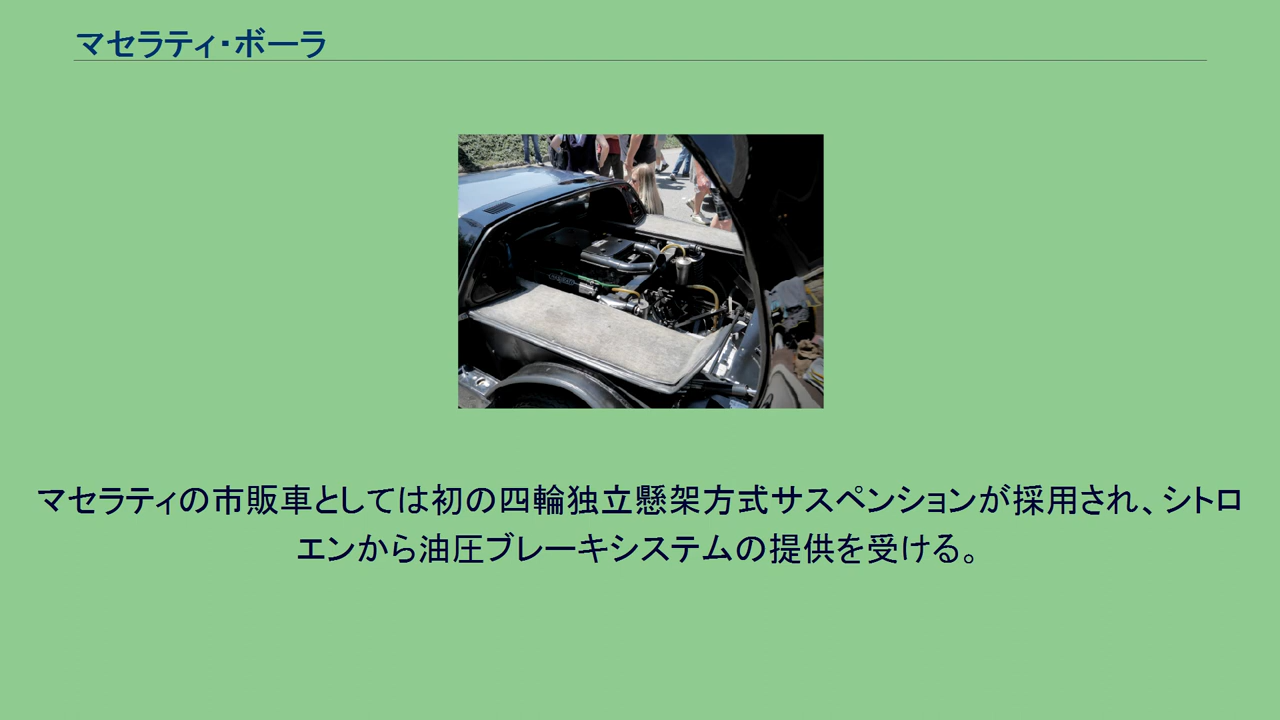 マセラティ・ボーラ
マセラティの市販車としては初の四輪独立懸架方式サスペンションが採用され、シトロ
エンから油圧ブレーキシステムの提供を受ける。